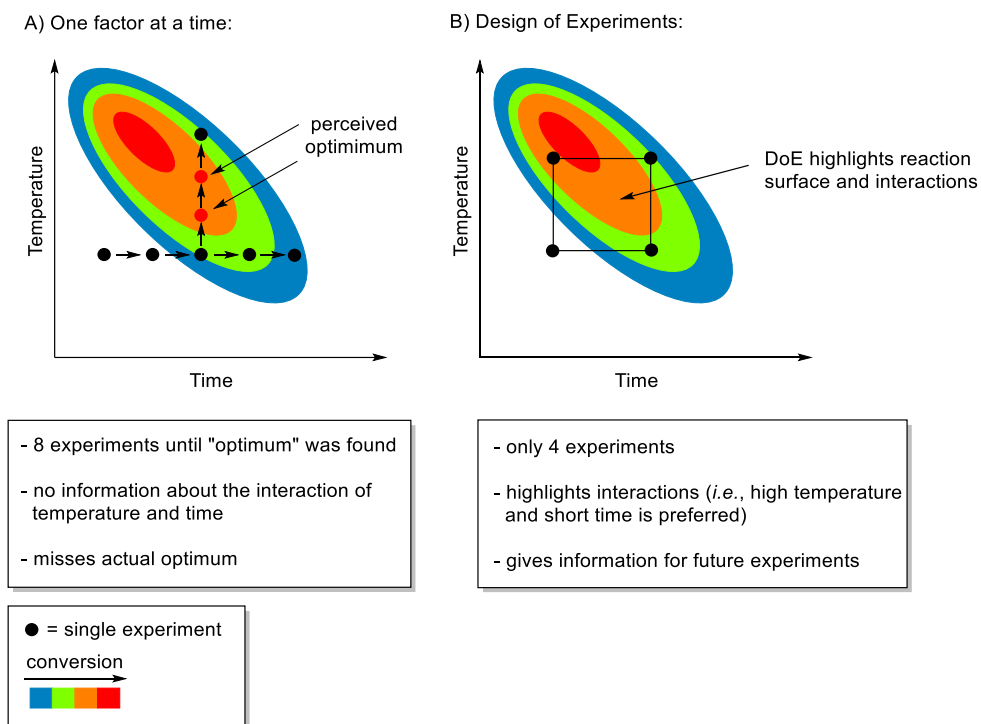 A) One factor at a time:
B) Design of Experiments:
perceived
optimimum
DoE highlights reaction
surface and interactions
Temperature
Temperature
Time
Time
- 8 experiments until "optimum" was found
- no information about the interaction of
temperature and time
- misses actual optimum
- only 4 experiments
- highlights interactions (i.e., high temperature
and short time is preferred)
- gives information for future experiments
= single experiment
conversion